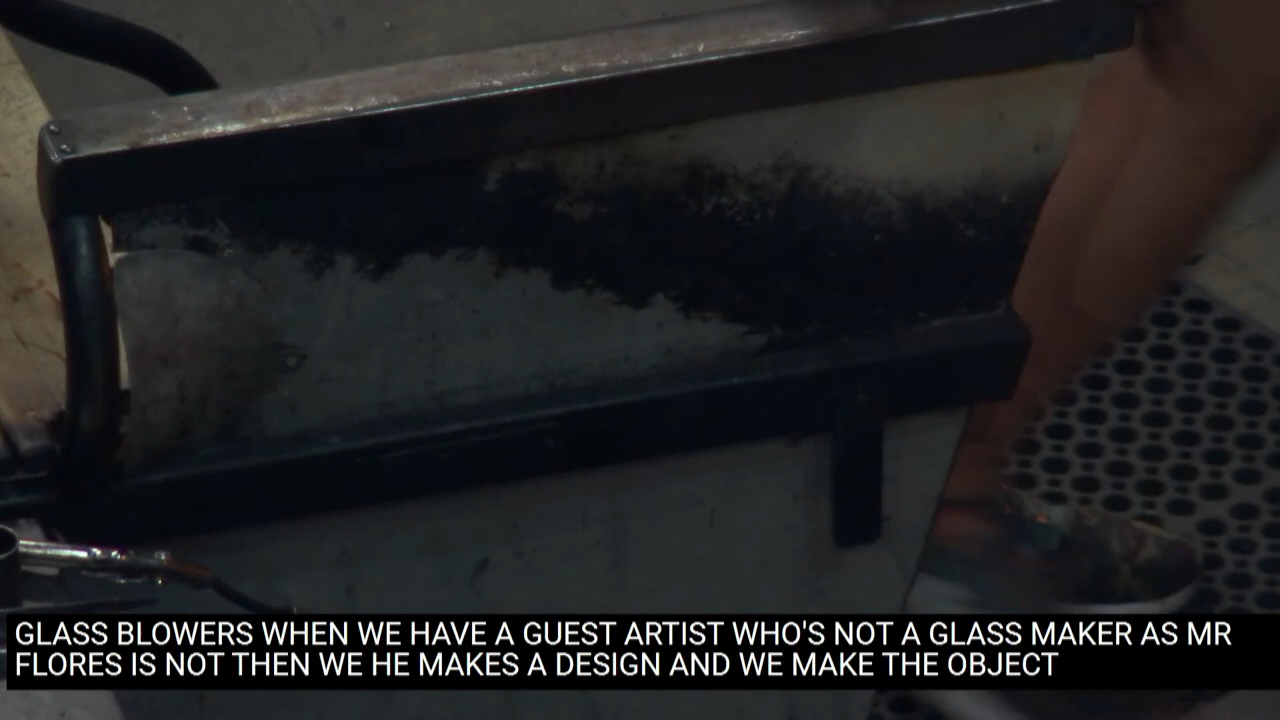 GLASS BLOWERS WHEN WE HAVE A GUEST ARTIST WHO'S NOT A GLASS MAKER AS MR
FLORES IS NOT THEN WE HE MAKES A DESIGN AND WE MAKE THE OBJECT